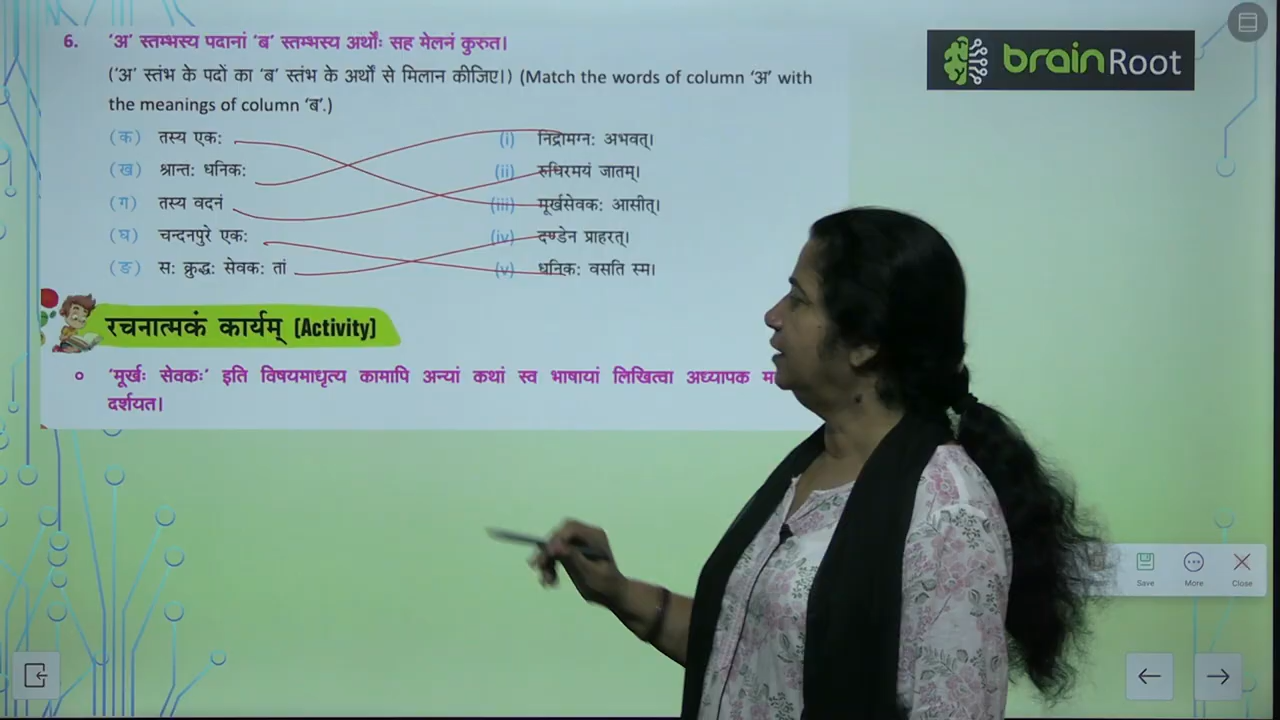 6. 'अ' स्तम्भस्य पदानां 'ब' स्तम्भस्य अर्थोंः सह मेलनं कुरुत।
('अ' स्तंभ के पदों का 'ब' स्तंभ के अर्थों से मिलान कीजिए।) (Match the words of column 'अ' with
the meanings of column 'ब'.)
(क) तस्य एकः (i) निद्रामग्नः अभवत्।
(ख) श्रान्तः धनिकः (ii) रुधिरमयं जातम्।
(ग) तस्य वदनं (iii) मूर्खसेवकः आसीत्।
(घ) चन्दनपुरे एकः (iv) दण्डेन प्राहरत्।
(ङ) सः क्रुद्धः सेवकः तां (v) धनिकः वसति स्म।
रचनात्मकं कार्यम् [Activity]
'मूर्खः सेवकः' इति विषयमाधृत्य कामापि अन्यां कथां स्व भाषायां लिखित्वा अध्यापक
दर्शयत।
brainRoot
Save More Close